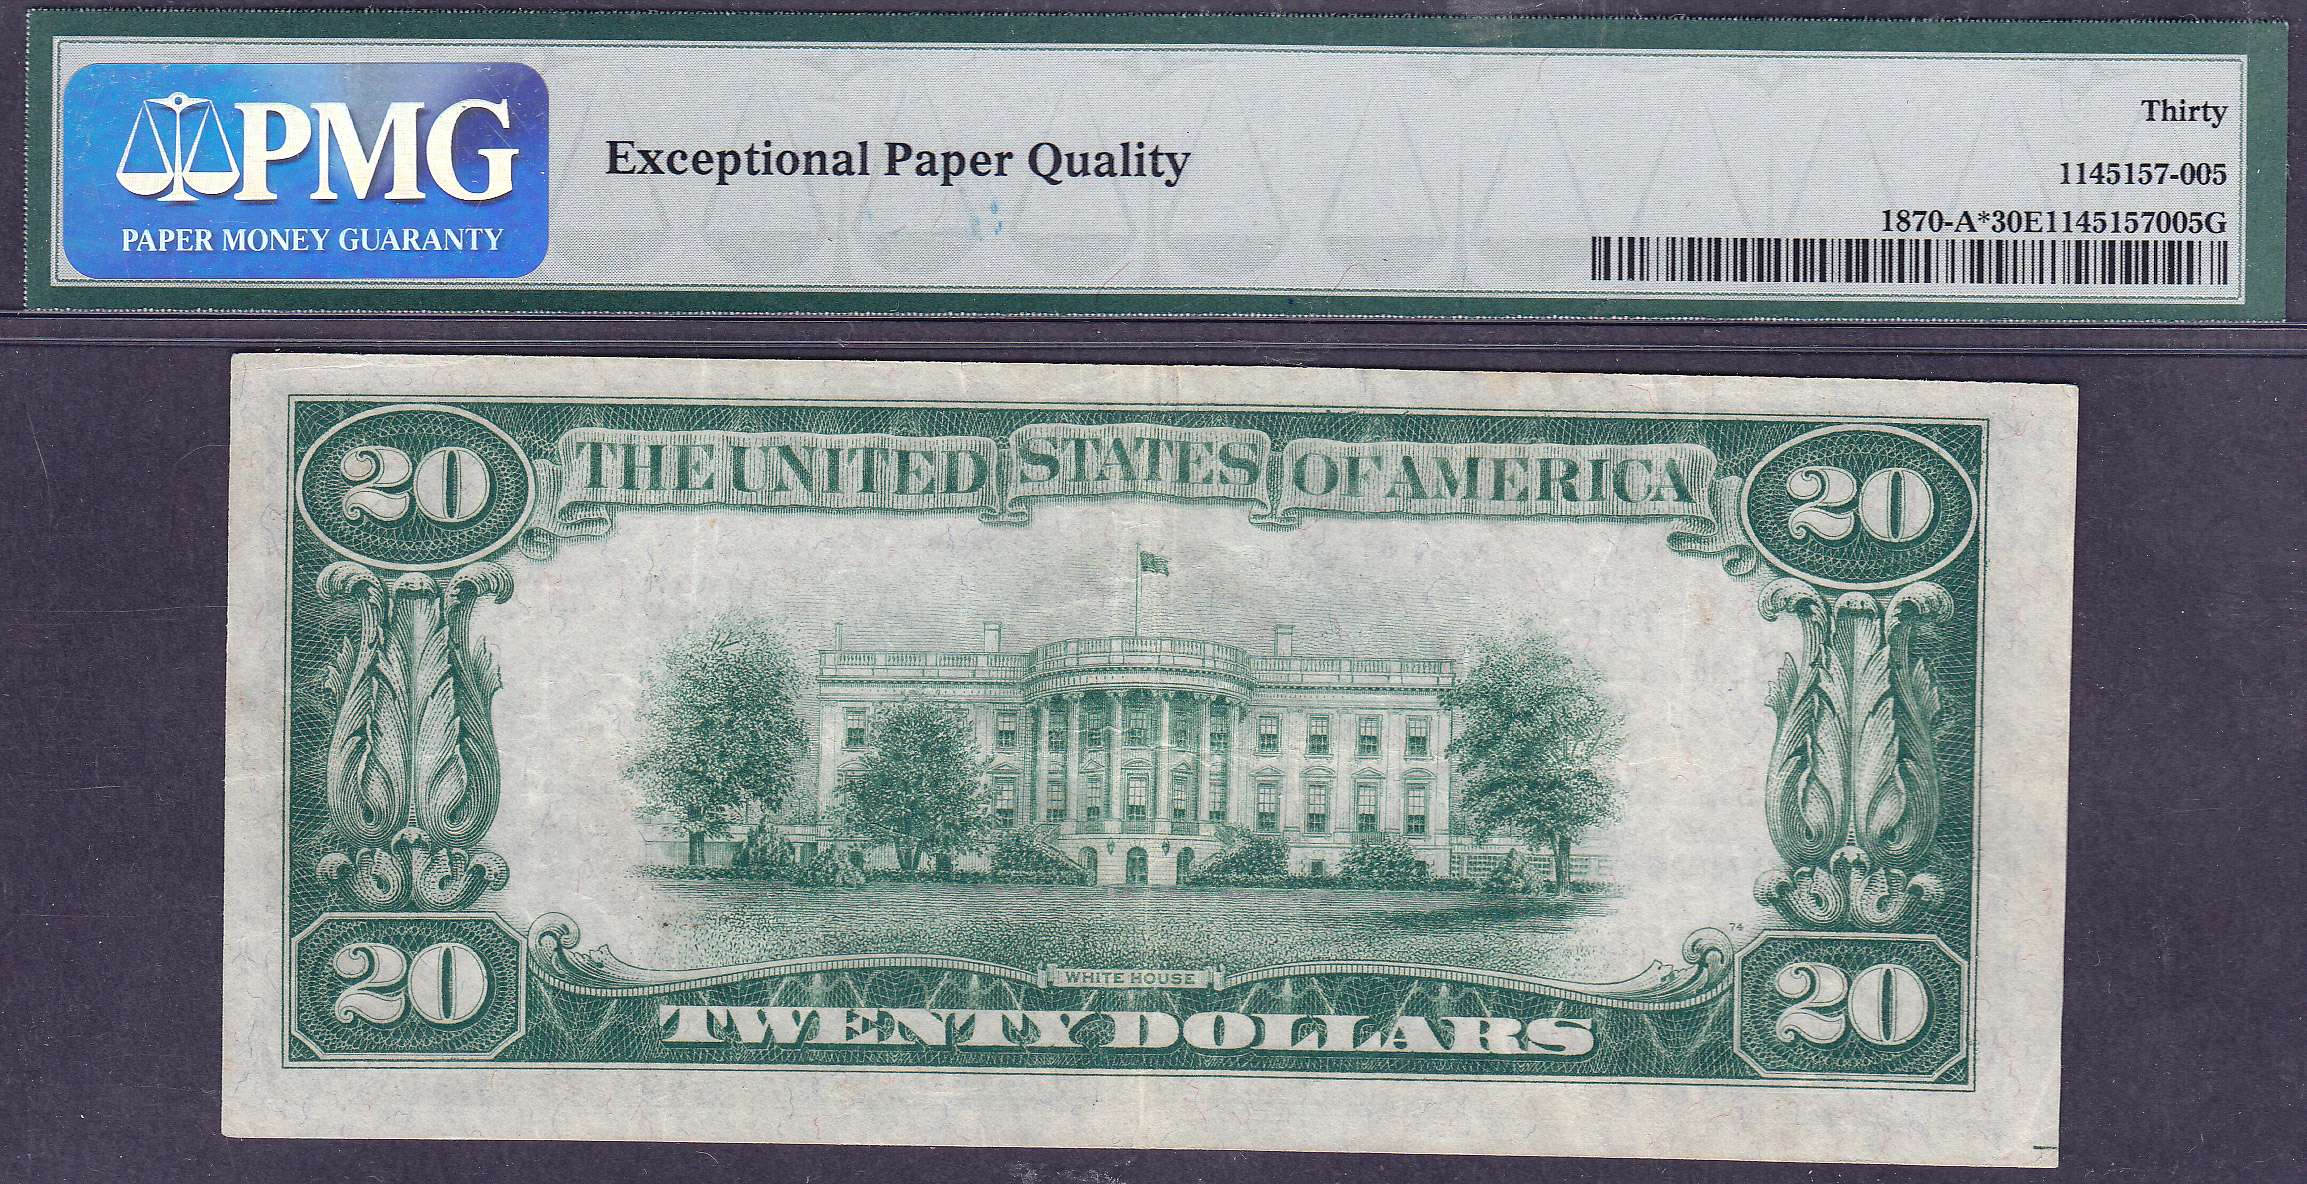 PMG
PAPER MONEY GUARANTY
Exceptional Paper Quality
Thirty
1145157-005
1870-A*30E1145157005G
20 THE UNITED STATES OF AMERICA 20
74
20 WHITE HOUSE 20
TWENTY DOLLARS